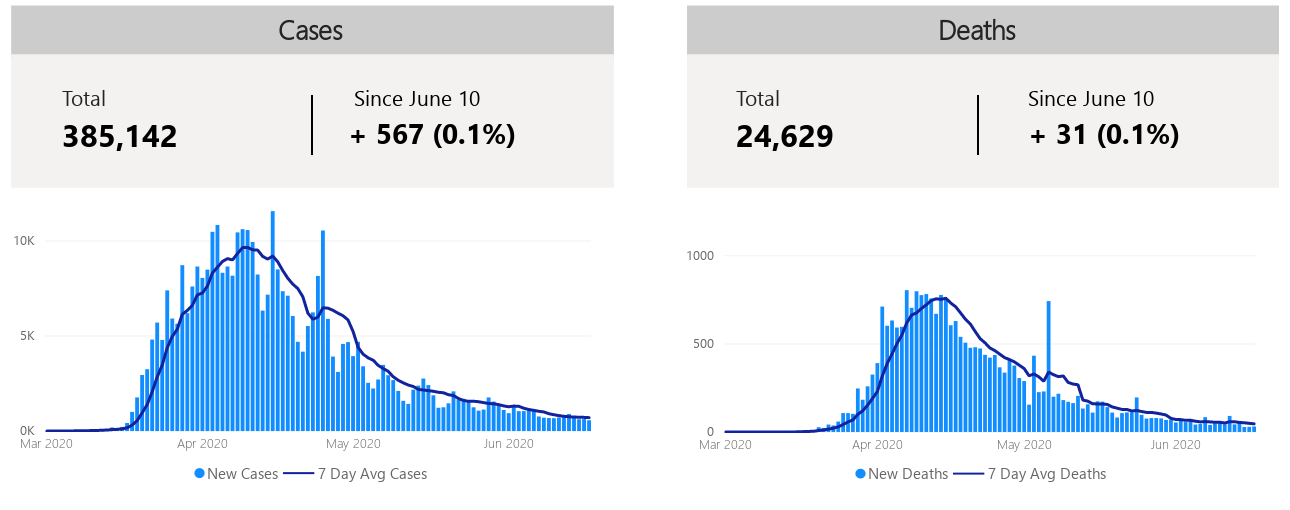 Cases
Total
Since June 10
385,142
+ 567 (0.1%)
10K
5K
0K
Mar 2020
Apr 2020
May 2020
Jun 2020
New Cases
7 Day Avg Cases
Deaths
Total
Since June 10
24,629
+ 31 (0.1%)
1000
500
0
Mar 2020
Apr 2020
May 2020
Jun 2020
New Deaths
7 Day Avg Deaths